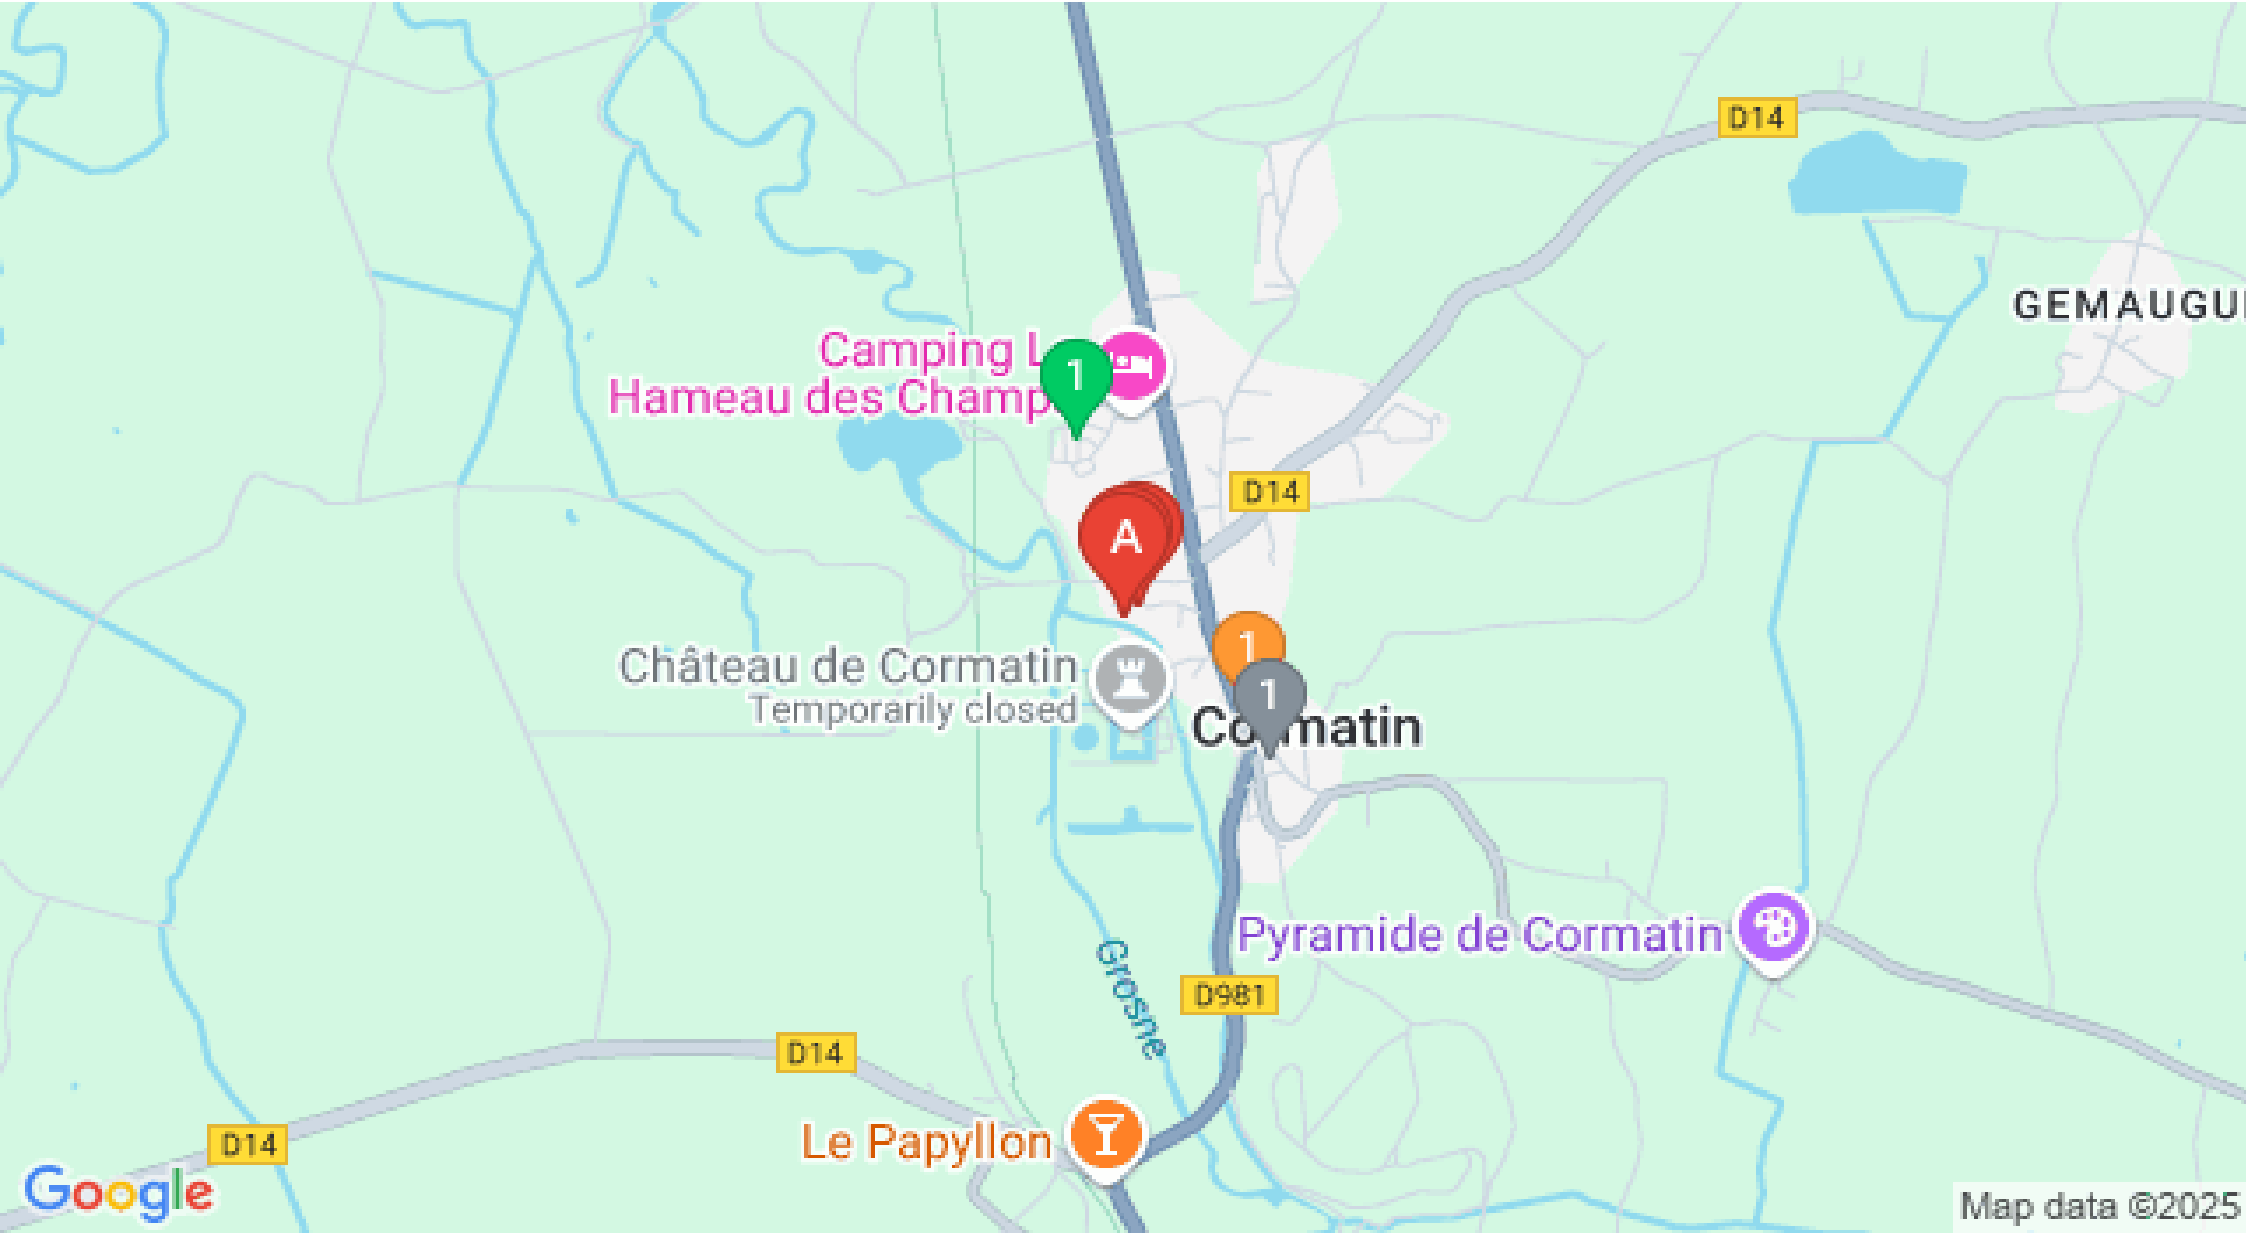 D14
GEMAUGU
Camping L
Hameau des Champ
1
D14
A
1
1
Château de Cormatin
Temporarily closed
Co matin
Pyramide de Cormatin
Grosne
D981
D14
Le Papyllon
D14
Google
Map data ©2025